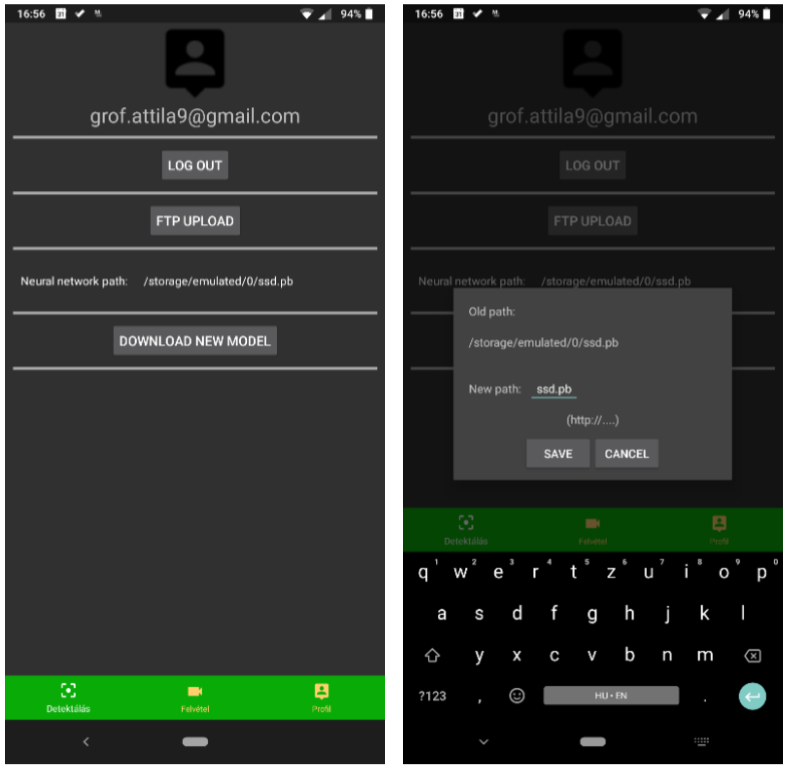 16:56 31 94%
grof.attila9@gmail.com
LOG OUT
FTP UPLOAD
Neural network path: /storage/emulated/0/ssd.pb
DOWNLOAD NEW MODEL
Detektálás Felvétel Profil
16:56 31 94%
grof.attila9@gmail.com
LOG OUT
FTP UPLOAD
Neural network path: /storage/emulated/0/ssd.pb
Old path:
/storage/emulated/0/ssd.pb
New path: ssd.pb
(http://....)
SAVE CANCEL
Detektálás Felvétel Profil
q 1 w 2 e 3 r 4 t 5 z 6 u 7 i 8 o 9 p 0
a s d f g h j k l
y x c v b n m
?123 , HU • EN .